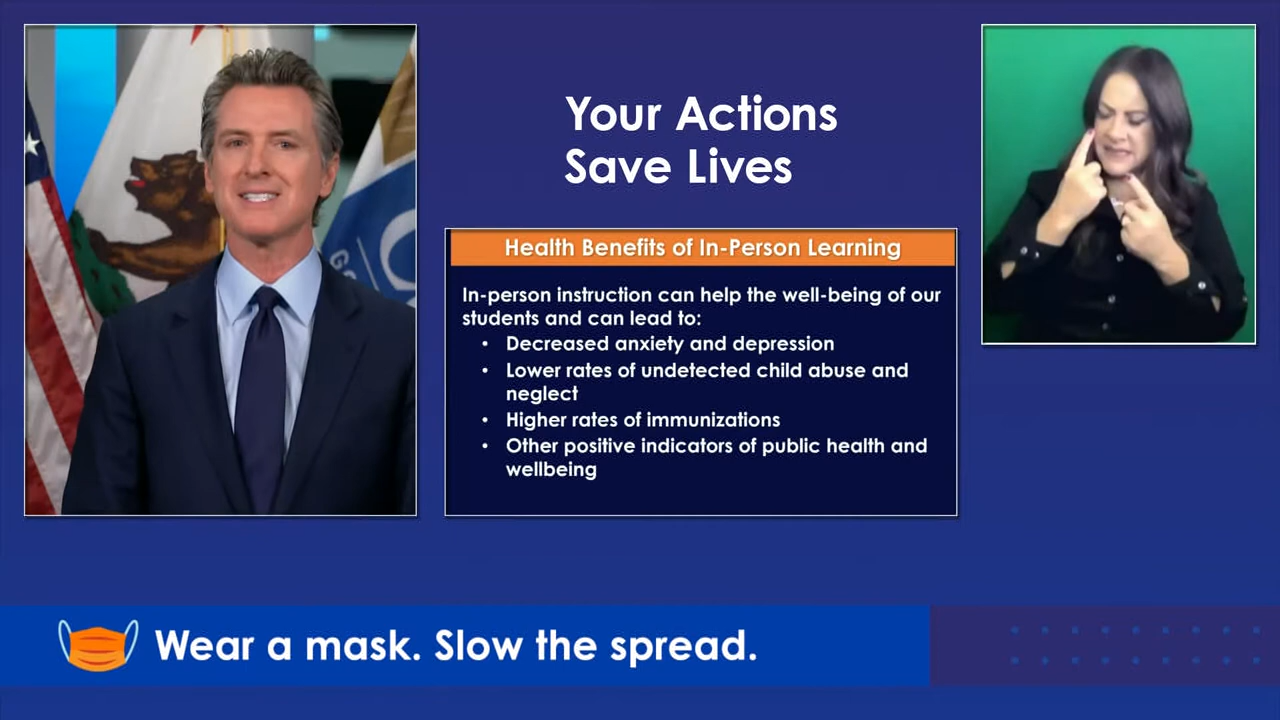 Your Actions
Save Lives
Health Benefits of In-Person Learning
In-person instruction can help the well-being of our
students and can lead to:
• Decreased anxiety and depression
• Lower rates of undetected child abuse and
neglect
• Higher rates of immunizations
• Other positive indicators of public health and
wellbeing
Wear a mask. Slow the spread.